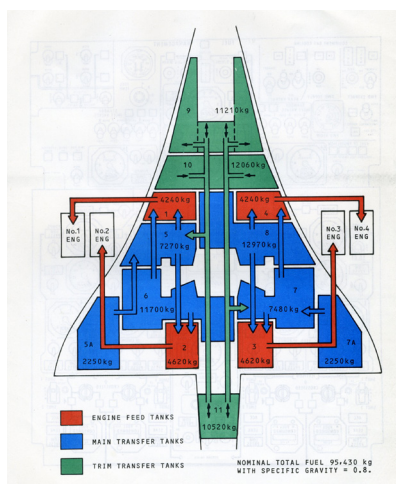 9
11210kg
10
12060kg
4240kg
1
4240kg
4
No.1
ENG
No.2
ENG
No.3
ENG
No.4
ENG
5
7270kg
8
12970kg
6
11700kg
7
7480kg
5A
2250kg
2
4620kg
3
4620kg
7A
2250kg
11
10520kg
ENGINE FEED TANKS
MAIN TRANSFER TANKS
TRIM TRANSFER TANKS
NOMINAL TOTAL FUEL 95,430 kg
WITH SPECIFIC GRAVITY = 0.8.